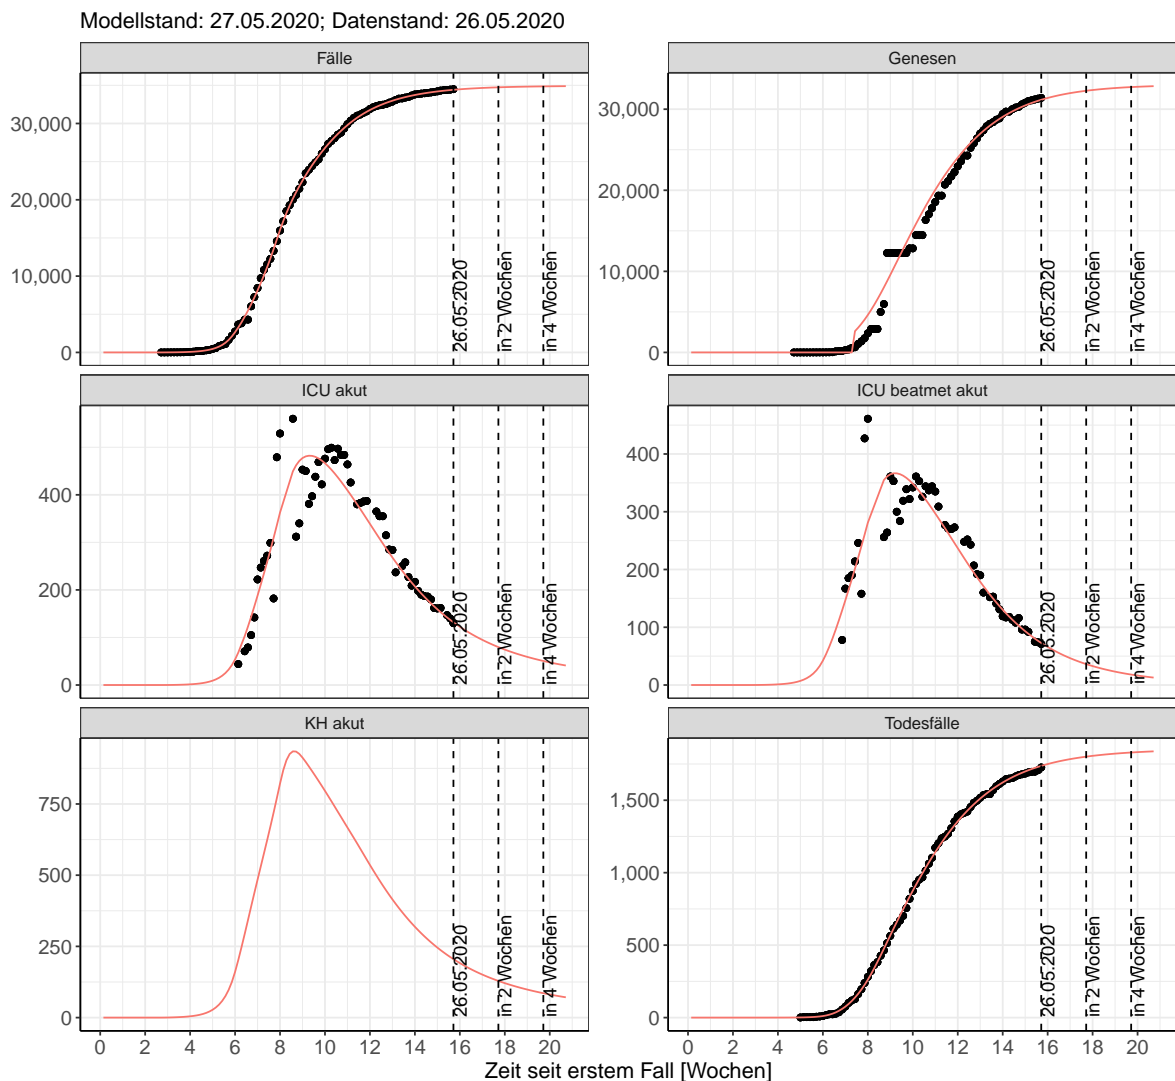 Modellstand: 27.05.2020; Datenstand: 26.05.2020
Fälle
Genesen
30,000
20,000
10,000
0
26.05.2020
in 2 Wochen
in 4 Wochen
30,000
20,000
10,000
0
26.05.2020
in 2 Wochen
in 4 Wochen
ICU akut
ICU beatmet akut
400
200
0
26.05.2020
in 2 Wochen
in 4 Wochen
400
300
200
100
0
26.05.2020
in 2 Wochen
in 4 Wochen
KH akut
Todesfälle
750
500
250
0
26.05.2020
in 2 Wochen
in 4 Wochen
1,500
1,000
500
0
26.05.2020
in 2 Wochen
in 4 Wochen
0 2 4 6 8 10 12 14 16 18 20
0 2 4 6 8 10 12 14 16 18 20
Zeit seit erstem Fall [Wochen]